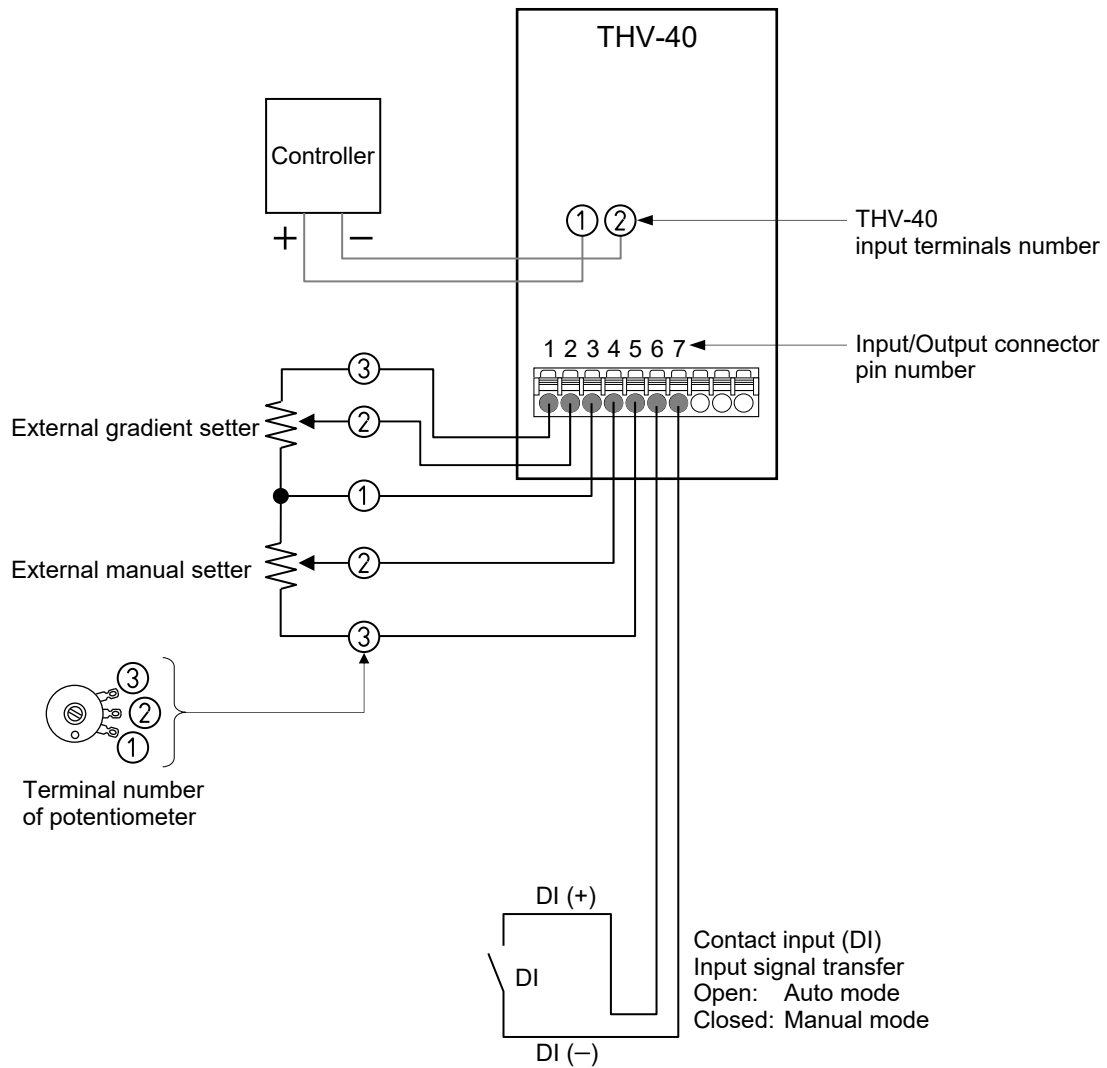 THV-40
Controller
+ −
1 2
THV-40
input terminals number
1 2 3 4 5 6 7
Input/Output connector
pin number
3
External gradient setter
2
1
External manual setter
2
3
3
2
1
Terminal number
of potentiometer
DI (+)
DI
DI (−)
Contact input (DI)
Input signal transfer
Open: Auto mode
Closed: Manual mode